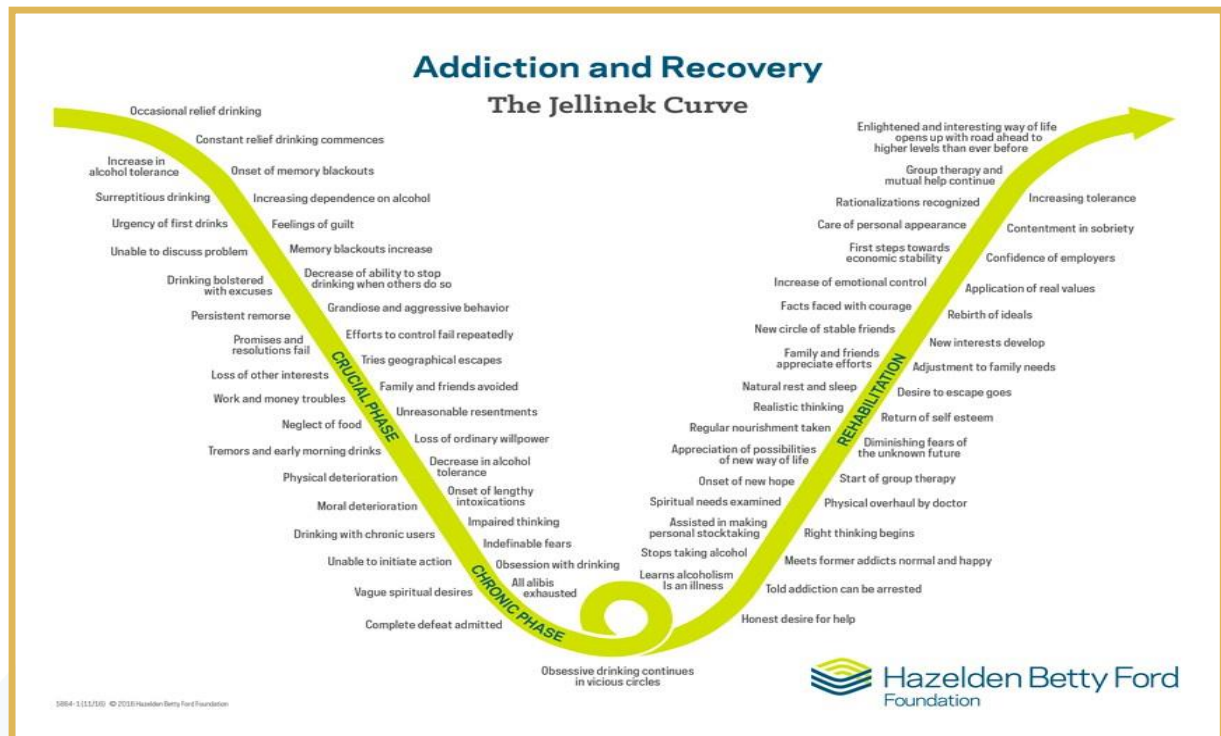 Addiction and Recovery
The Jellinek Curve
Occasional relief drinking
Constant relief drinking commences
Increase in
alcohol tolerance
Onset of memory blackouts
Surreptitious drinking
Increasing dependence on alcohol
Urgency of first drinks
Feelings of guilt
Unable to discuss problem
Memory blackouts increase
Drinking bolstered
with excuses
Decrease of ability to stop
drinking when others do so
Persistent remorse
Grandiose and aggressive behavior
Promises and
resolutions fail
Efforts to control fail repeatedly
Tries geographical escapes
Loss of other interests
Family and friends avoided
Work and money troubles
Unreasonable resentments
Neglect of food
Loss of ordinary willpower
Tremors and early morning drinks
Decrease in alcohol
tolerance
Physical deterioration
Onset of lengthy
intoxications
Moral deterioration
Impaired thinking
Drinking with chronic users
Indefinable fears
Unable to initiate action
Obsession with drinking
Vague spiritual desires
All alibis
exhausted
Complete defeat admitted
CRUCIAL PHASE
CHRONIC PHASE
Obsessive drinking continues
in vicious circles
Enlightened and interesting way of life
opens up with road ahead to
higher levels than ever before
Group therapy and
mutual help continue
Increasing tolerance
Rationalizations recognized
Care of personal appearance
Contentment in sobriety
First steps towards
economic stability
Confidence of employers
Increase of emotional control
Application of real values
Facts faced with courage
Rebirth of ideals
New circle of stable friends
New interests develop
Family and friends
appreciate efforts
Adjustment to family needs
Natural rest and sleep
Desire to escape goes
Realistic thinking
Return of self esteem
Regular nourishment taken
Diminishing fears of
the unknown future
Appreciation of possibilities
of new way of life
Start of group therapy
Onset of new hope
Physical overhaul by doctor
Spiritual needs examined
Assisted in making
personal stocktaking
Right thinking begins
Stops taking alcohol
Meets former addicts normal and happy
Learns alcoholism
Is an illness
Told addiction can be arrested
Honest desire for help
REHABILITATION
Hazelden Betty Ford
Foundation
5864-1 (11/16) © 2016 Hazelden Betty Ford Foundation